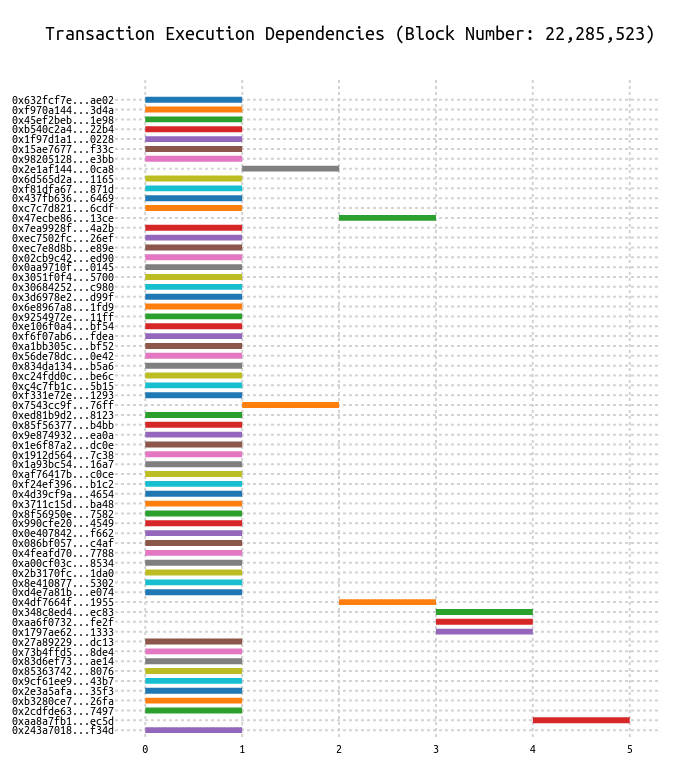 Transaction Execution Dependencies (Block Number: 22,285,523)
0x632fcf7e...ae02
0xf970a144...3d4a
0x45ef2beb...1e98
0xb540c2a4...22b4
0x1f97d1a1...0228
0x15ae7677...f33c
0x98205128...e3bb
0x2e1af144...0ca8
0x6d565d2a...1165
0xf81dfa67...871d
0x437fb636...6469
0xc7c7d821...6cdf
0x47ecbe86...13ce
0x7ea9928f...4a2b
0xec7502fc...26ef
0xec7e8d8b...e89e
0x02cb9c42...ed90
0x0aa9710f...0145
0x3051f0f4...5700
0x30684252...c980
0x3d6978e2...d99f
0x6e8967a8...1fd9
0x9254972e...11ff
0xe106f0a4...bf54
0xf6f07ab6...fdea
0xa1bb305c...bf52
0x56de78dc...0e42
0x834da134...b5a6
0xc24fdd0c...be6c
0xc4c7fb1c...5b15
0xf331e72e...1293
0x7543cc9f...76ff
0xed81b9d2...8123
0x85f56377...b4bb
0x9e874932...ea0a
0x1e6f87a2...dc0e
0x1912d564...7c38
0x1a93bc54...16a7
0xaf76417b...c0ce
0xf24ef396...b1c2
0x4d39cf9a...4654
0x3711c15d...ba48
0x8f56950e...7582
0x990cfe20...4549
0x0e407842...f662
0x086bf057...c4af
0x4feafd70...7788
0xa00cf03c...8534
0x2b3170fc...1da0
0x8e410877...5302
0xd4e7a81b...e074
0x4df7664f...1955
0x348c8ed4...ec83
0xaa6f0732...fe2f
0x1797ae62...1333
0x27a89229...dc13
0x73b4ffd5...8de4
0x83d6ef73...ae14
0x85363742...8076
0x9cf61ee9...43b7
0x2e3a5afa...35f3
0xb3280ce7...26fa
0x2cdfde63...7497
0xaa8a7fb1...ec5d
0x243a7018...f34d
0 1 2 3 4 5